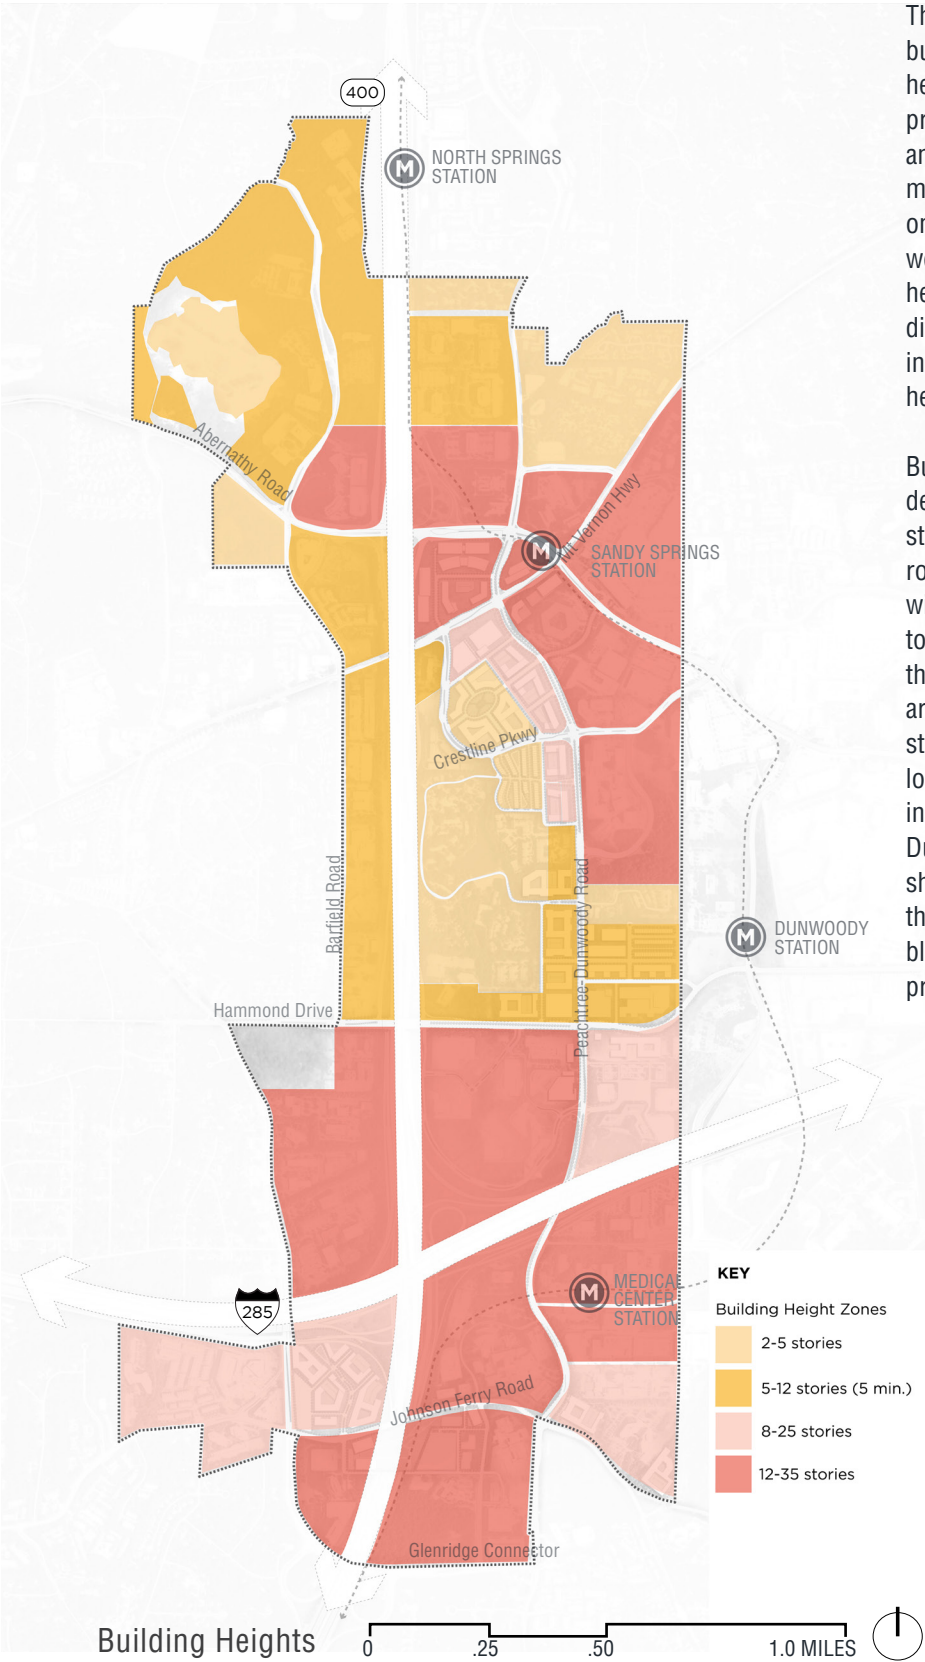 400
NORTH SPRINGS
STATION
Abernathy Road
Mt Vernon Hwy
SANDY SPRINGS
STATION
Crestline Pkwy
Barfield Road
Peachtree-Dunwoody Road
DUNWOODY
STATION
Hammond Drive
285
MEDICAL
CENTER
STATION
Johnson Ferry Road
Glenridge Connector
KEY
Building Height Zones
2-5 stories
5-12 stories (5 min.)
8-25 stories
12-35 stories
Building Heights
0 .25 .50 1.0 MILES